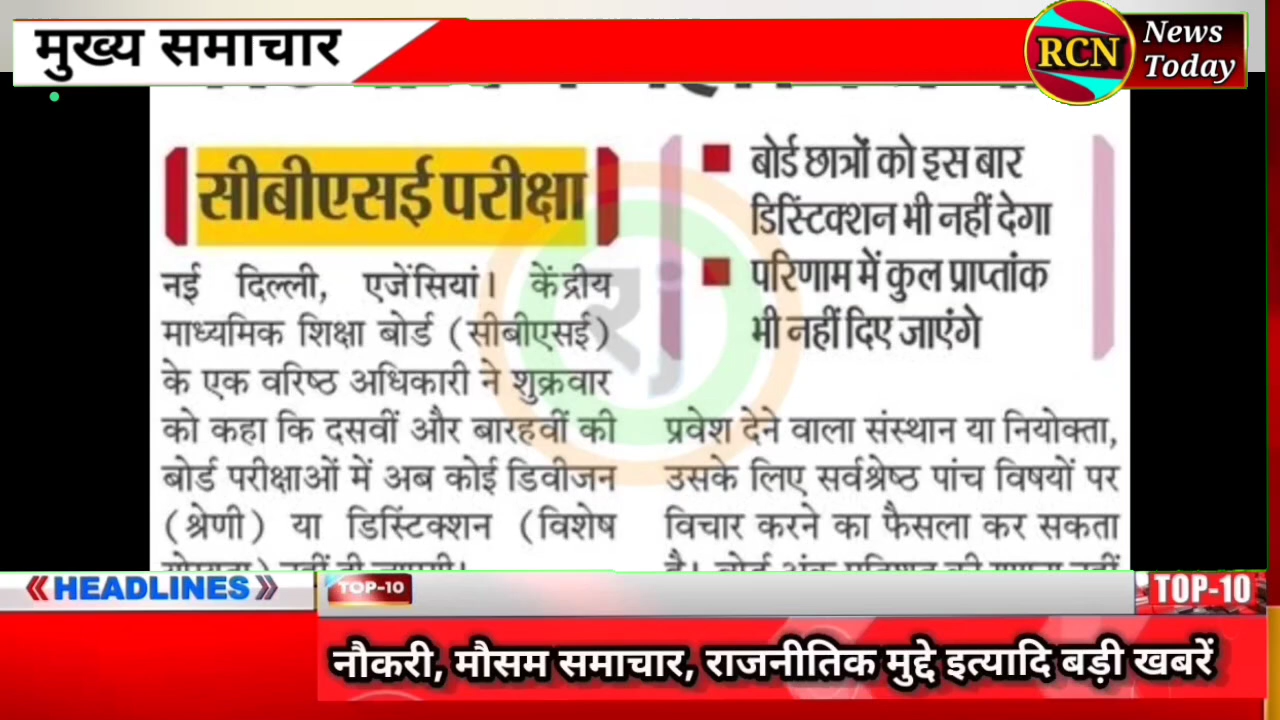 मुख्य समाचार
RCN
News
Today
सीबीएसई परीक्षा
नई दिल्ली, एजेंसियां। केंद्रीय
माध्यमिक शिक्षा बोर्ड (सीबीएसई)
के एक वरिष्ठ अधिकारी ने शुक्रवार
को कहा कि दसवीं और बारहवीं की
बोर्ड परीक्षाओं में अब कोई डिवीजन
(श्रेणी) या डिस्टिंक्शन (विशेष
बोर्ड छात्रों को इस बार
डिस्टिंक्शन भी नहीं देगा
परिणाम में कुल प्राप्तांक
भी नहीं दिए जाएंगे
प्रवेश देने वाला संस्थान या नियोक्ता,
उसके लिए सर्वश्रेष्ठ पांच विषयों पर
विचार करने का फैसला कर सकता
रj
HEADLINES
TOP-10
TOP-10
नौकरी, मौसम समाचार, राजनीतिक मुद्दे इत्यादि बड़ी खबरें